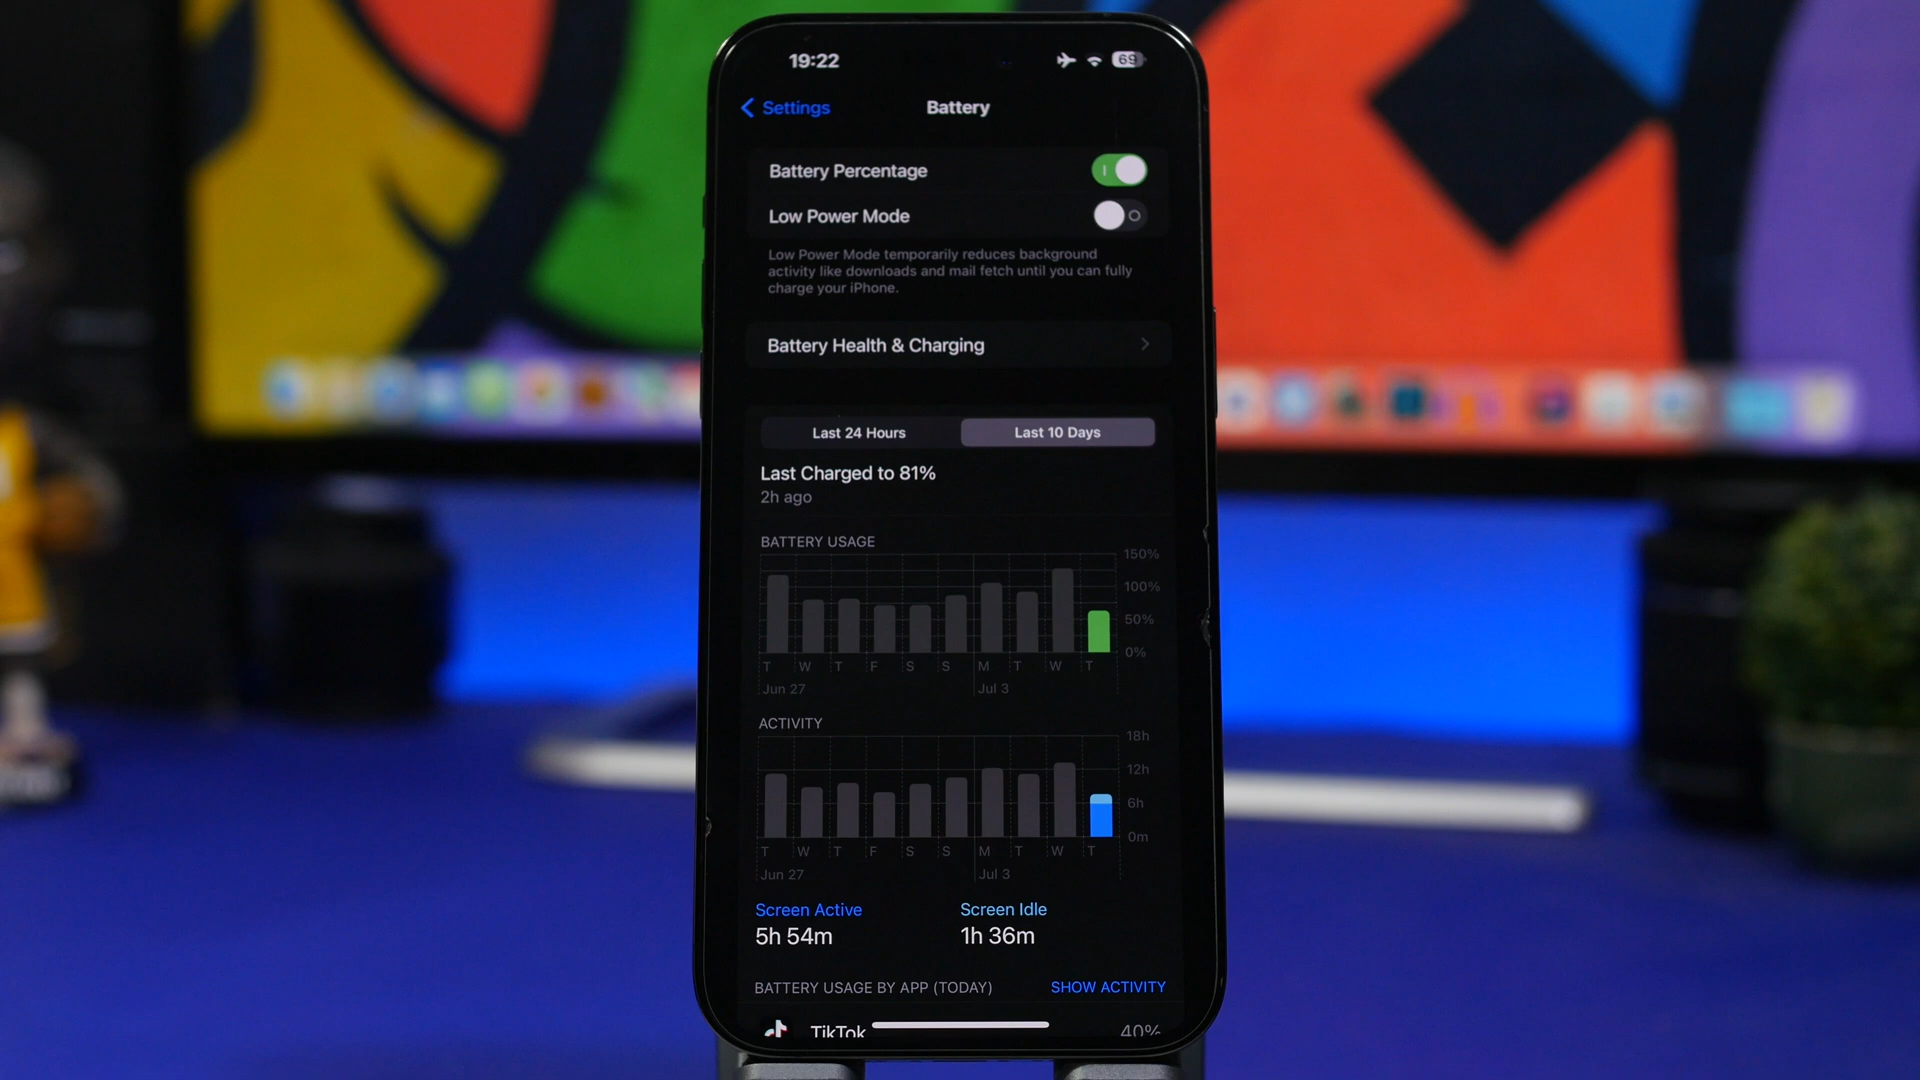 19:22 69
Settings Battery
Battery Percentage
Low Power Mode
Low Power Mode temporarily reduces background
activity like downloads and mail fetch until you can fully
charge your iPhone.
Battery Health & Charging
Last 24 Hours Last 10 Days
Last Charged to 81%
2h ago
BATTERY USAGE
150%
100%
50%
0%
T W T F S S M T W T
Jun 27 Jul 3
ACTIVITY
18h
12h
6h
0m
T W T F S S M T W T
Jun 27 Jul 3
Screen Active Screen Idle
5h 54m 1h 36m
BATTERY USAGE BY APP (TODAY) SHOW ACTIVITY
TikTok 40%